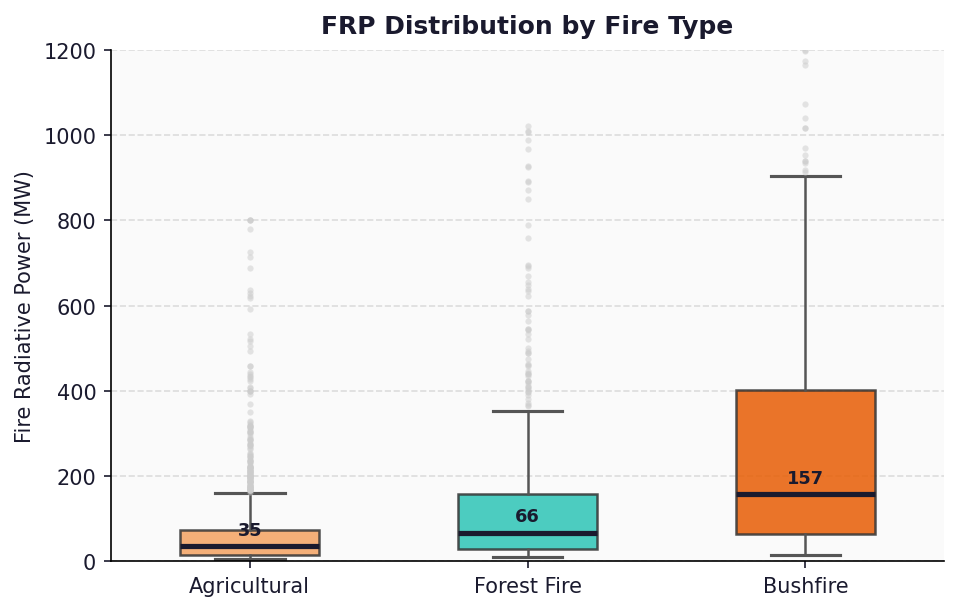 FRP Distribution by Fire Type
Fire Radiative Power (MW)
1200
1000
800
600
400
200
0
35
66
157
Agricultural
Forest Fire
Bushfire